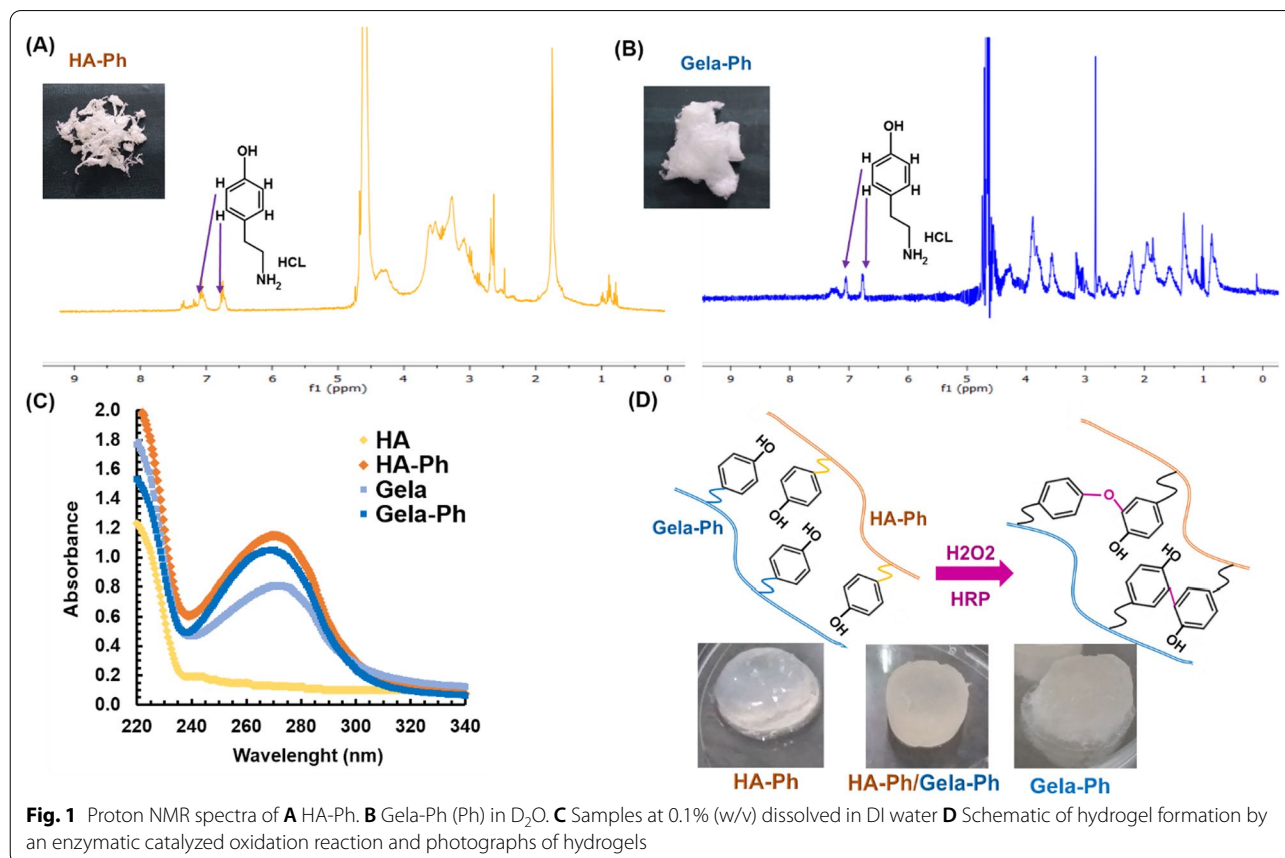 (A)
HA-Ph
OH
H
H
H
H
HCL
NH2
9
8
7
6
5
4
3
2
1
0
f1 (ppm)
(B)
Gela-Ph
OH
H
H
H
H
HCL
NH2
9
8
7
6
5
4
3
2
1
0
f1 (ppm)
(C)
2.0
1.8
1.6
1.4
1.2
1.0
0.8
0.6
0.4
0.2
0.0
Absorbance
HA
HA-Ph
Gela
Gela-Ph
220
240
260
280
300
320
340
Wavelenght (nm)
(D)
HO
OH
HO
OH
Gela-Ph
HA-Ph
H2O2
HRP
O
OH
HO
OH
HA-Ph
HA-Ph/Gela-Ph
Gela-Ph
Fig. 1 Proton NMR spectra of A HA-Ph. B Gela-Ph (Ph) in D2O. C Samples at 0.1% (w/v) dissolved in DI water D Schematic of hydrogel formation by
an enzymatic catalyzed oxidation reaction and photographs of hydrogels